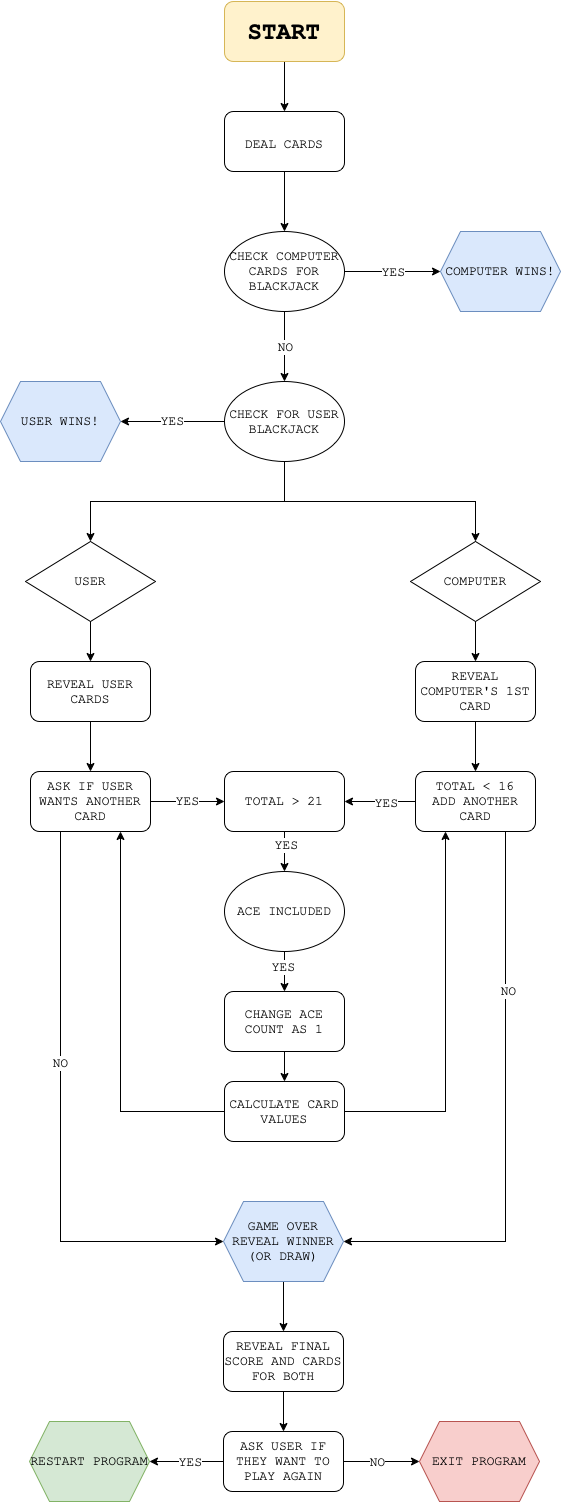 START
DEAL CARDS
CHECK COMPUTER
CARDS FOR
BLACKJACK
YES
COMPUTER WINS!
NO
USER WINS!
YES
CHECK FOR USER
BLACKJACK
USER
COMPUTER
REVEAL USER
CARDS
REVEAL
COMPUTER'S 1ST
CARD
ASK IF USER
WANTS ANOTHER
CARD
YES
TOTAL > 21
YES
TOTAL < 16
ADD ANOTHER
CARD
YES
ACE INCLUDED
YES
NO
CHANGE ACE
COUNT AS 1
NO
CALCULATE CARD
VALUES
GAME OVER
REVEAL WINNER
(OR DRAW)
REVEAL FINAL
SCORE AND CARDS
FOR BOTH
RESTART PROGRAM
YES
ASK USER IF
THEY WANT TO
PLAY AGAIN
NO
EXIT PROGRAM